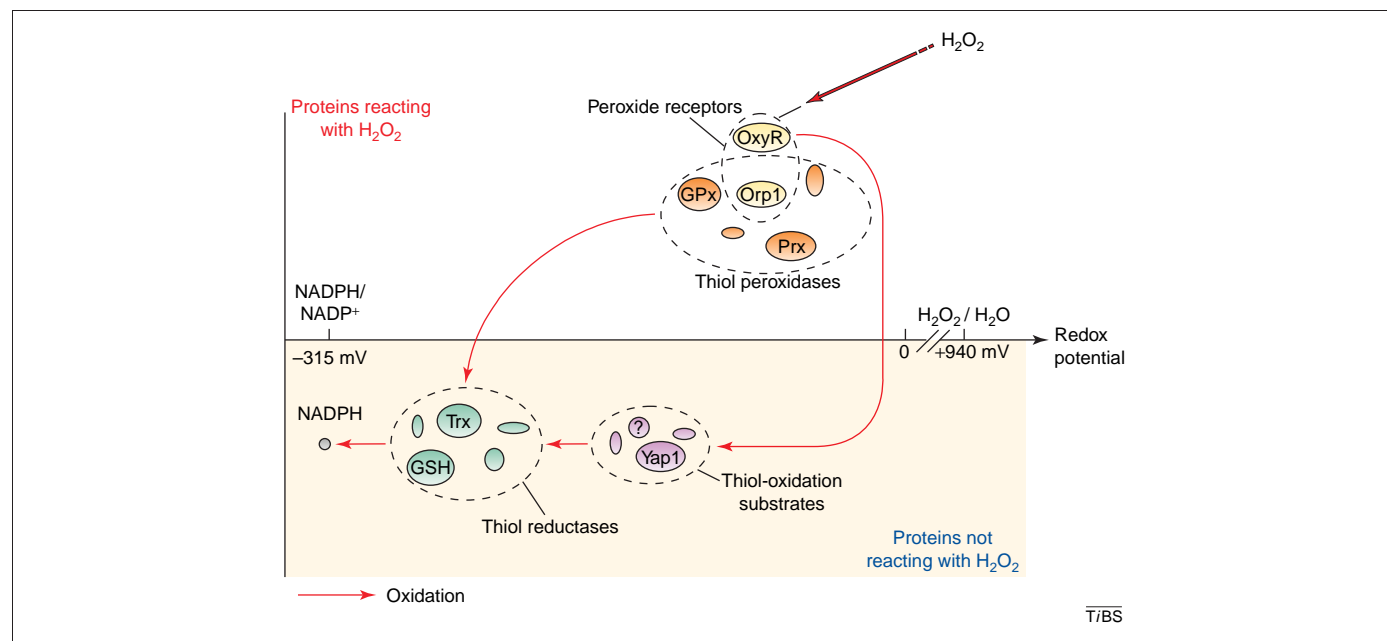 H₂O₂
Proteins reacting
with H₂O₂
Peroxide receptors
OxyR
GPx
Orp1
Prx
Thiol peroxidases
NADPH/
NADP⁺
H₂O₂ / H₂O
Redox
potential
–315 mV
0
+940 mV
NADPH
Trx
?
GSH
Yap1
Thiol-oxidation
substrates
Thiol reductases
Proteins not
reacting with H₂O₂
Oxidation
TiBS